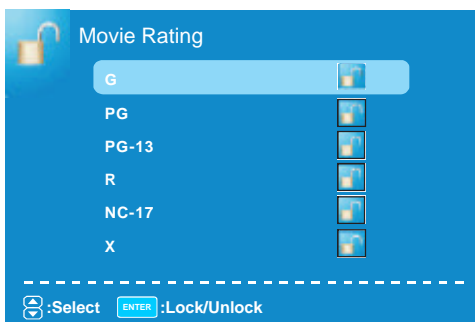 Movie Rating
G
PG
PG-13
R
NC-17
X
:Select ENTER :Lock/Unlock